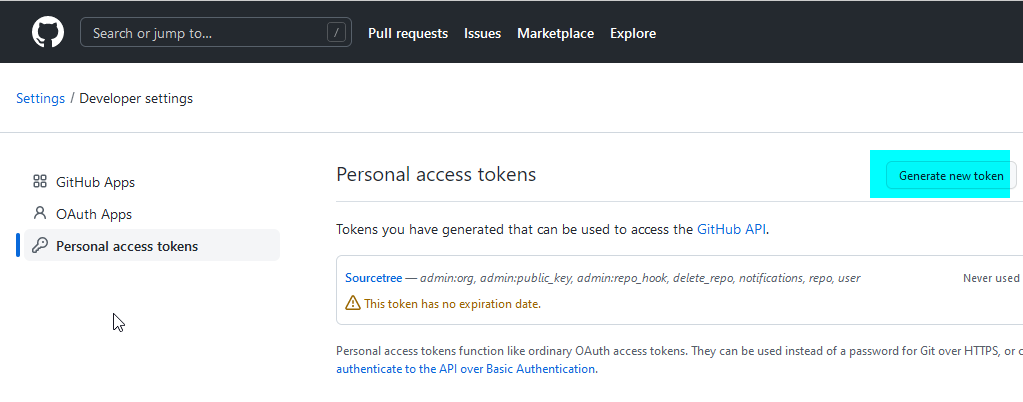 Search or jump to... / Pull requests Issues Marketplace Explore
Settings / Developer settings
GitHub Apps
OAuth Apps
Personal access tokens
Personal access tokens Generate new token
Tokens you have generated that can be used to access the GitHub API.
Sourcetree — admin:org, admin:public_key, admin:repo_hook, delete_repo, notifications, repo, user Never used
This token has no expiration date.
Personal access tokens function like ordinary OAuth access tokens. They can be used instead of a password for Git over HTTPS, or
authenticate to the API over Basic Authentication.